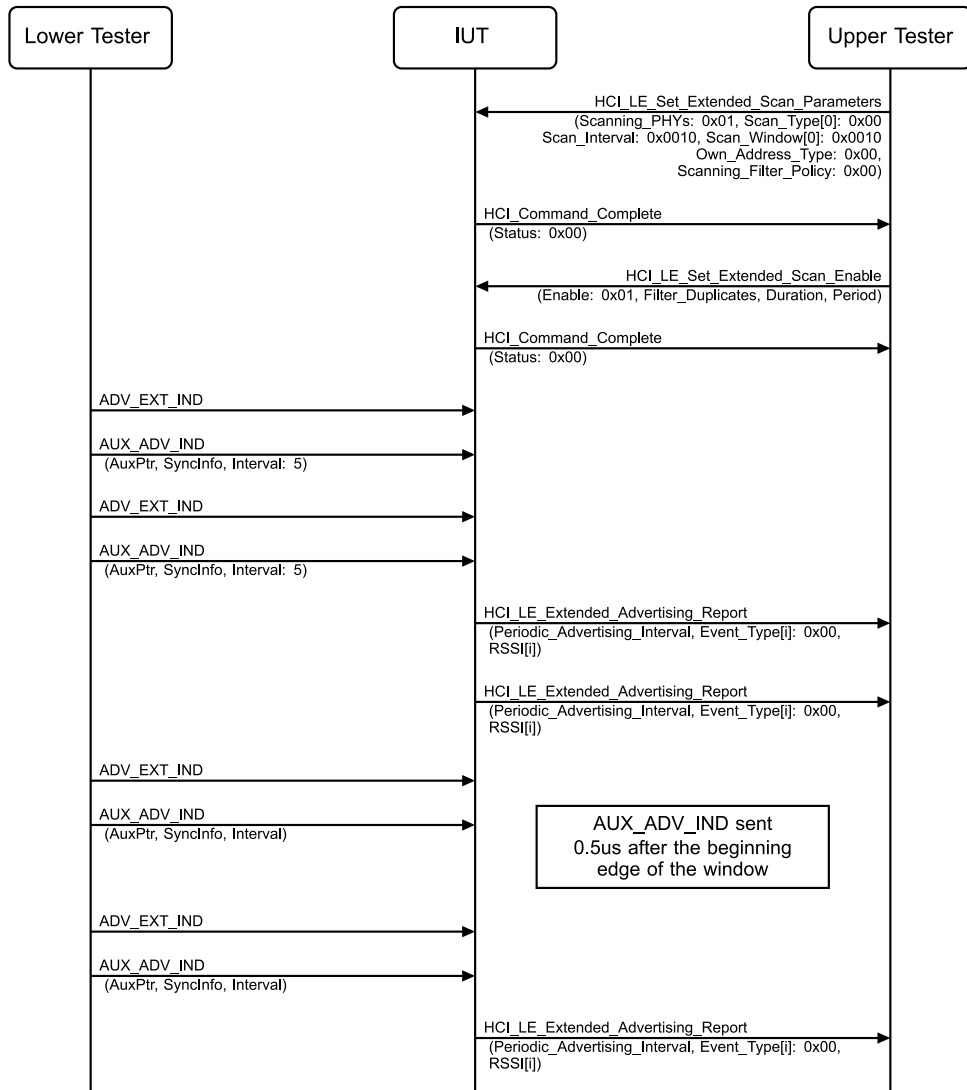 Lower Tester
IUT
Upper Tester
HCI_LE_Set_Extended_Scan_Parameters
(Scanning_PHYs: 0x01, Scan_Type[0]: 0x00
Scan_Interval: 0x0010, Scan_Window[0]: 0x0010
Own_Address_Type: 0x00,
Scanning_Filter_Policy: 0x00)
HCI_Command_Complete
(Status: 0x00)
HCI_LE_Set_Extended_Scan_Enable
(Enable: 0x01, Filter_Duplicates, Duration, Period)
HCI_Command_Complete
(Status: 0x00)
ADV_EXT_IND
AUX_ADV_IND
(AuxPtr, SyncInfo, Interval: 5)
ADV_EXT_IND
AUX_ADV_IND
(AuxPtr, SyncInfo, Interval: 5)
HCI_LE_Extended_Advertising_Report
(Periodic_Advertising_Interval, Event_Type[i]: 0x00,
RSSI[i])
HCI_LE_Extended_Advertising_Report
(Periodic_Advertising_Interval, Event_Type[i]: 0x00,
RSSI[i])
ADV_EXT_IND
AUX_ADV_IND
(AuxPtr, SyncInfo, Interval)
AUX_ADV_IND sent
0.5us after the beginning
edge of the window
ADV_EXT_IND
AUX_ADV_IND
(AuxPtr, SyncInfo, Interval)
HCI_LE_Extended_Advertising_Report
(Periodic_Advertising_Interval, Event_Type[i]: 0x00,
RSSI[i])